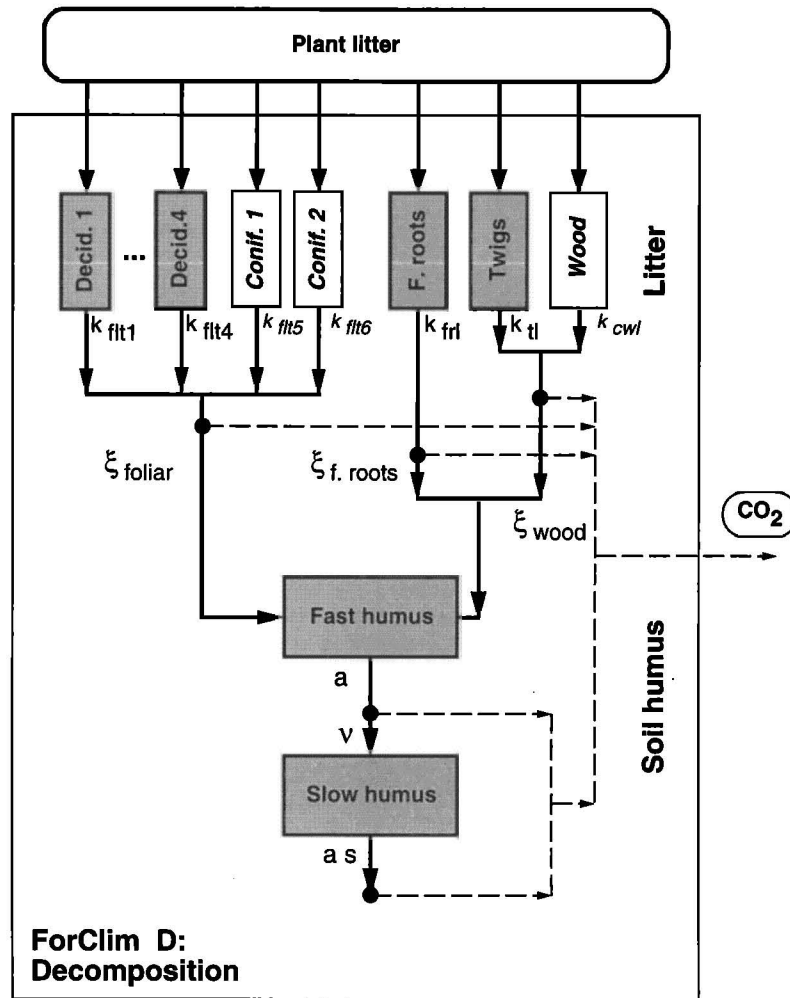 Plant litter
Decid. 1
...
Decid.4
Conif. 1
Conif. 2
F. roots
Twigs
Wood
Litter
k flt1
k flt4
k flt5
k flt6
k frl
k tl
k cwl
ξ foliar
ξ f. roots
ξ wood
CO2
Fast humus
a
ν
Slow humus
a s
Soil humus
ForClim D:
Decomposition